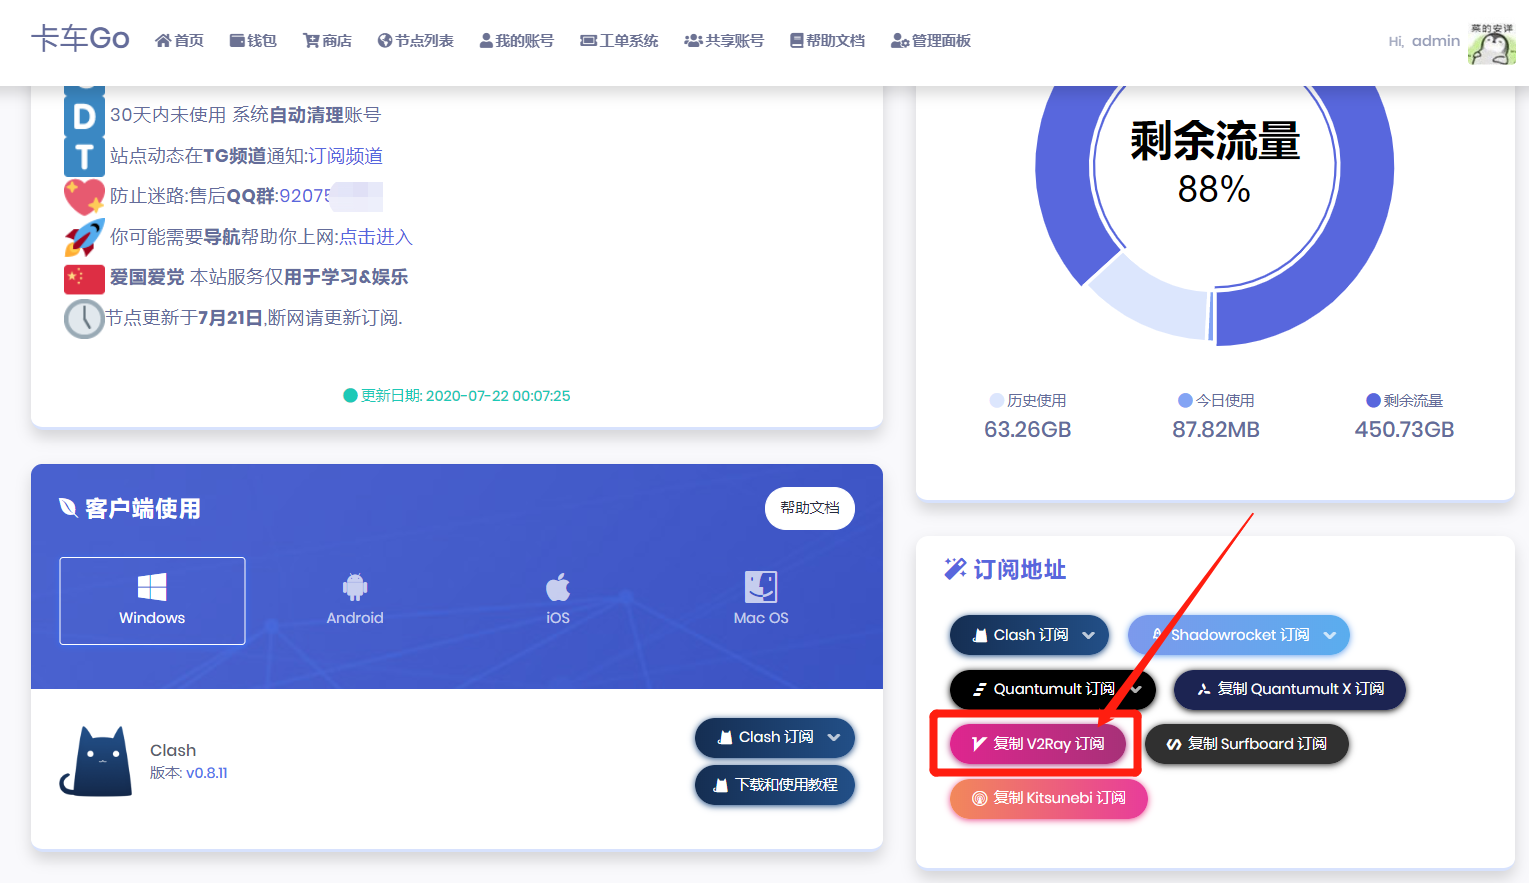 卡车Go
首页
钱包
商店
节点列表
我的账号
工单系统
共享账号
帮助文档
管理面板
Hi, admin
菜的安详
D
30天内未使用 系统自动清理账号
T
站点动态在TG频道通知:订阅频道
防止迷路:售后QQ群:92075
你可能需要导航帮助你上网:点击进入
爱国爱党 本站服务仅用于学习&娱乐
节点更新于7月21日,断网请更新订阅.
更新日期: 2020-07-22 00:07:25
剩余流量
88%
历史使用
63.26GB
今日使用
87.82MB
剩余流量
450.73GB
客户端使用
帮助文档
Windows
Android
iOS
Mac OS
Clash
版本: v0.8.11
Clash 订阅
下载和使用教程
订阅地址
Clash 订阅
Shadowrocket 订阅
Quantumult 订阅
复制 Quantumult X 订阅
复制 V2Ray 订阅
复制 Surfboard 订阅
复制 Kitsunebi 订阅